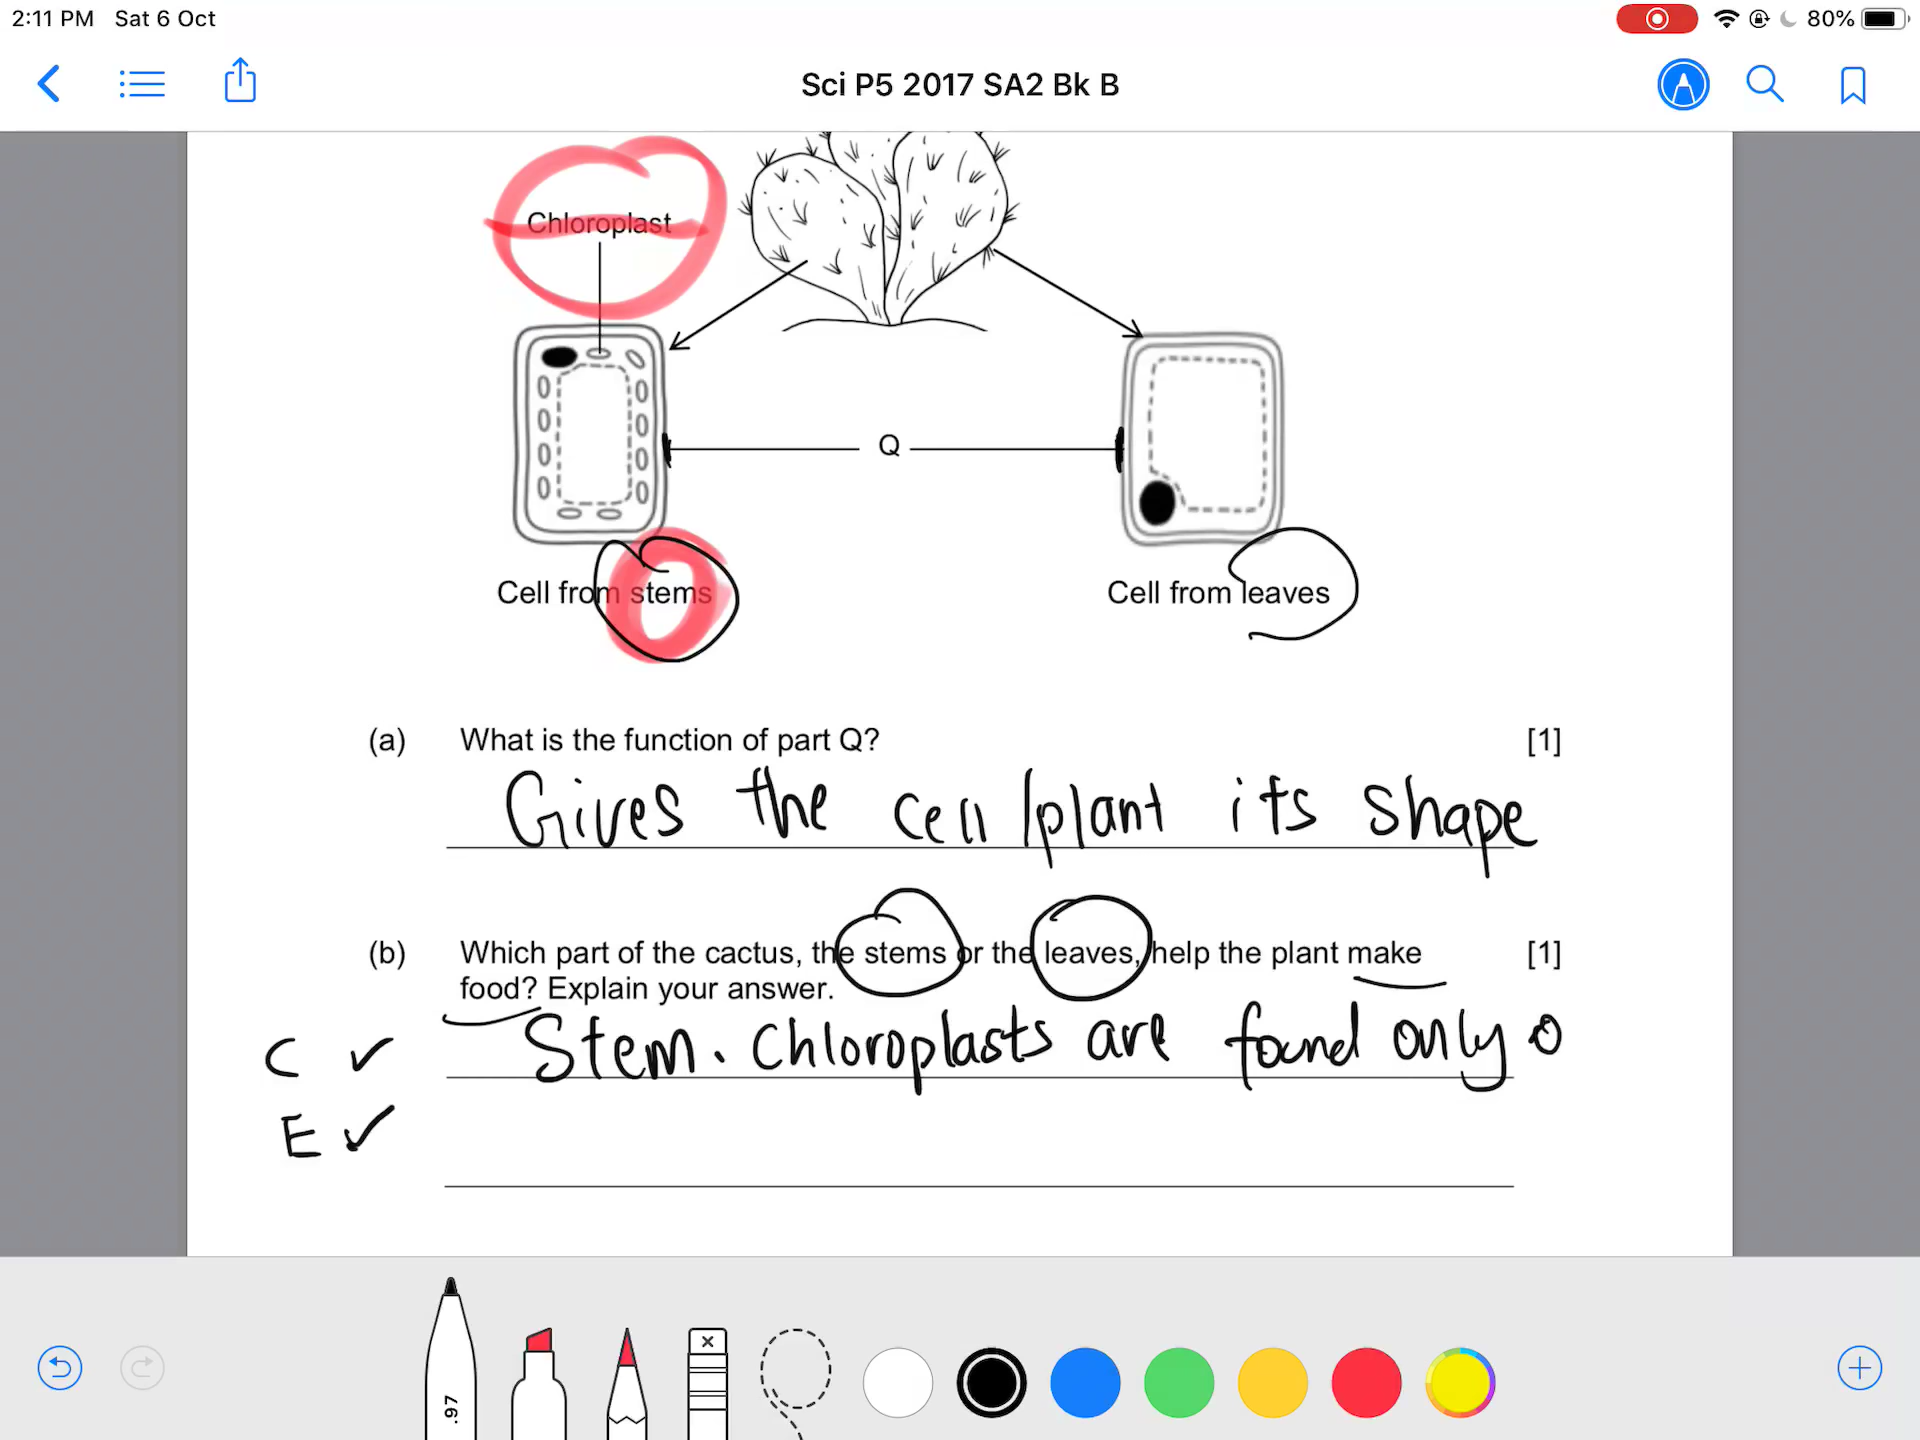 2:11 PM Sat 6 Oct 80%
Sci P5 2017 SA2 Bk B
Chloroplast
Q
Cell from stems Cell from leaves
(a) What is the function of part Q? [1]
Gives the cell/plant its shape
(b) Which part of the cactus, the stems or the leaves, help the plant make [1]
food? Explain your answer.
C Stem. Chloroplasts are found only
E
.97